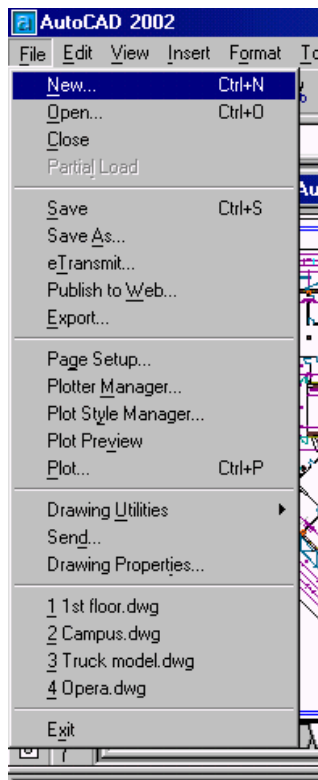 AutoCAD 2002
File Edit View Insert Format
New... Ctrl+N
Open... Ctrl+O
Close
Partial Load
Save Ctrl+S
Save As...
eTransmit...
Publish to Web...
Export...
Page Setup...
Plotter Manager...
Plot Style Manager...
Plot Preview
Plot... Ctrl+P
Drawing Utilities
Send...
Drawing Properties...
1 1st floor.dwg
2 Campus.dwg
3 Truck model.dwg
4 Opera.dwg
Exit